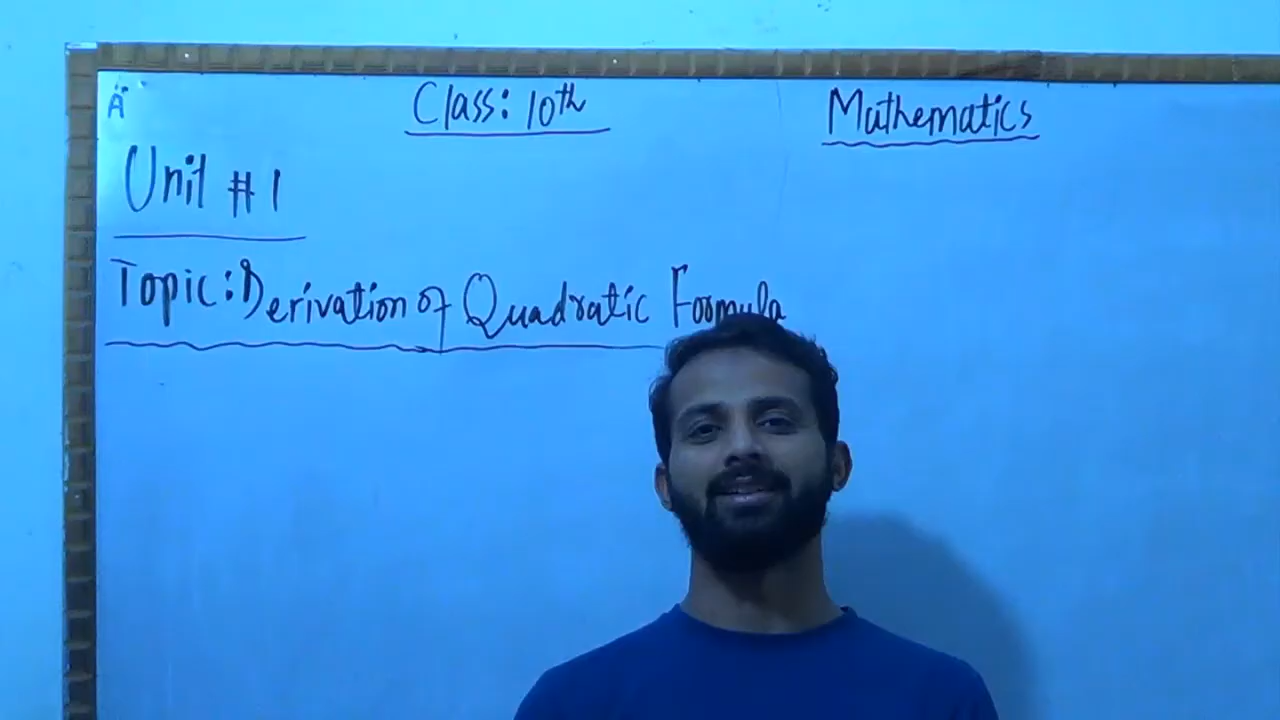 Ä Class: 10th Mathematics
Unit #1
Topic: Derivation of Quadratic Formula